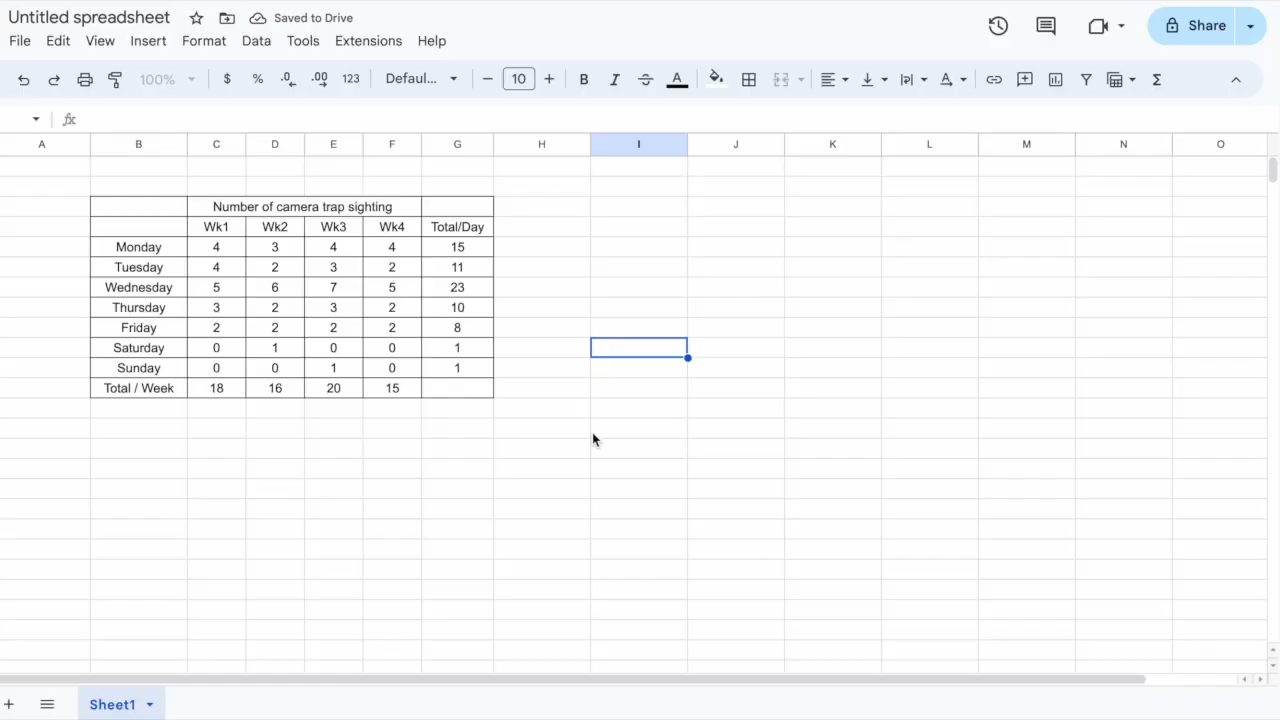 Untitled spreadsheet Saved to Drive
File Edit View Insert Format Data Tools Extensions Help
Share
100% $ % .0 .00 123 Defaul... 10 B I S A Σ
fx
A B C D E F G H I J K L M N O
Number of camera trap sighting
Wk1 Wk2 Wk3 Wk4 Total/Day
Monday 4 3 4 4 15
Tuesday 4 2 3 2 11
Wednesday 5 6 7 5 23
Thursday 3 2 3 2 10
Friday 2 2 2 2 8
Saturday 0 1 0 0 1
Sunday 0 0 1 0 1
Total / Week 18 16 20 15
Sheet1